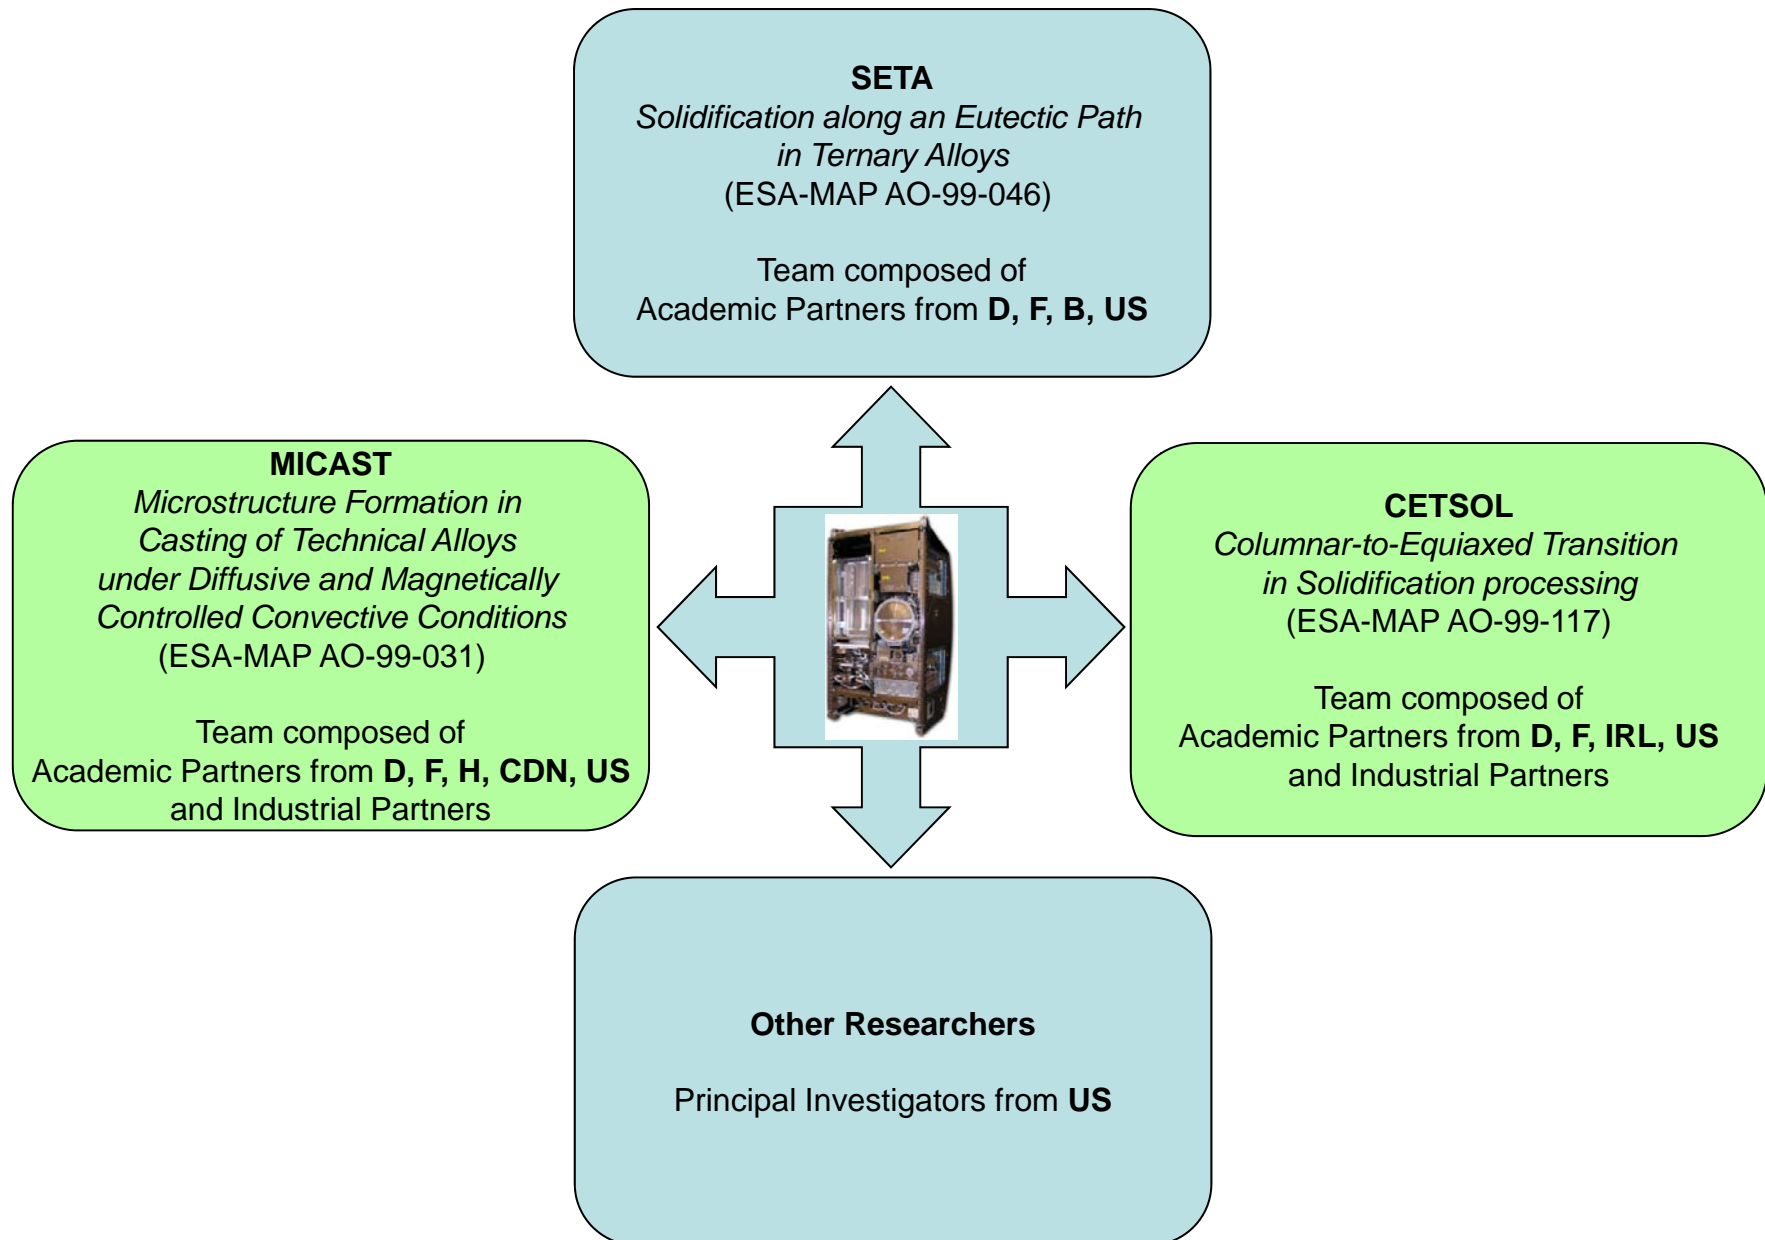 SETA
Solidification along an Eutectic Path
in Ternary Alloys
(ESA-MAP AO-99-046)
Team composed of
Academic Partners from D, F, B, US
MICAST
Microstructure Formation in
Casting of Technical Alloys
under Diffusive and Magnetically
Controlled Convective Conditions
(ESA-MAP AO-99-031)
Team composed of
Academic Partners from D, F, H, CDN, US
and Industrial Partners
CETSOL
Columnar-to-Equiaxed Transition
in Solidification processing
(ESA-MAP AO-99-117)
Team composed of
Academic Partners from D, F, IRL, US
and Industrial Partners
Other Researchers
Principal Investigators from US